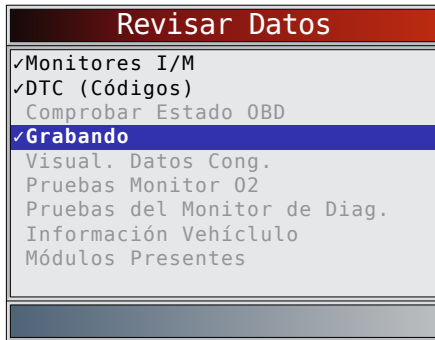 Revisar Datos
✓Monitores I/M
✓DTC (Códigos)
Comprobar Estado OBD
✓Grabando
Visual. Datos Cong.
Pruebas Monitor O2
Pruebas del Monitor de Diag.
Información Vehíclulo
Módulos Presentes